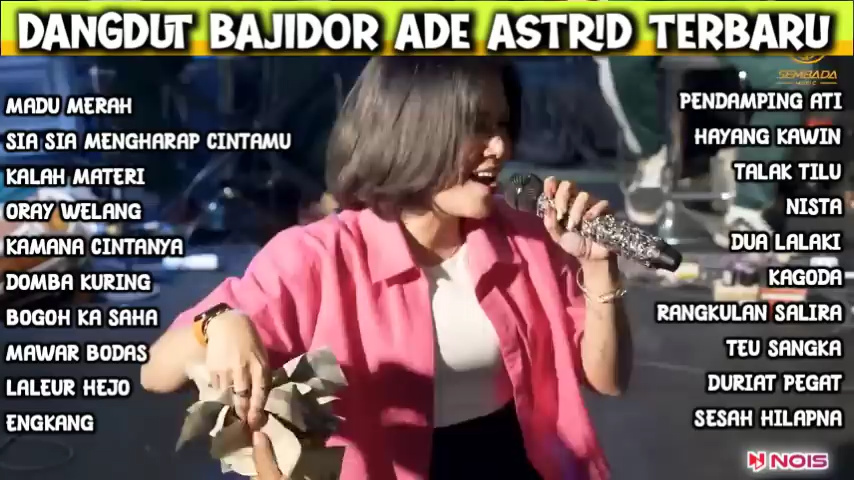 DANGDUT BAJIDOR ADE ASTRID TERBARU
SEMBADA
MADU MERAH
SIA SIA MENGHARAP CINTAMU
KALAH MATERI
ORAY WELANG
KAMANA CINTANYA
DOMBA KURING
BOGOH KA SAHA
MAWAR BODAS
LALEUR HEJO
ENGKANG
PENDAMPING ATI
HAYANG KAWIN
TALAK TILU
NISTA
DUA LALAKI
KAGODA
RANGKULAN SALIRA
TEU SANGKA
DURIAT PEGAT
SESAH HILAPNA
NOIS